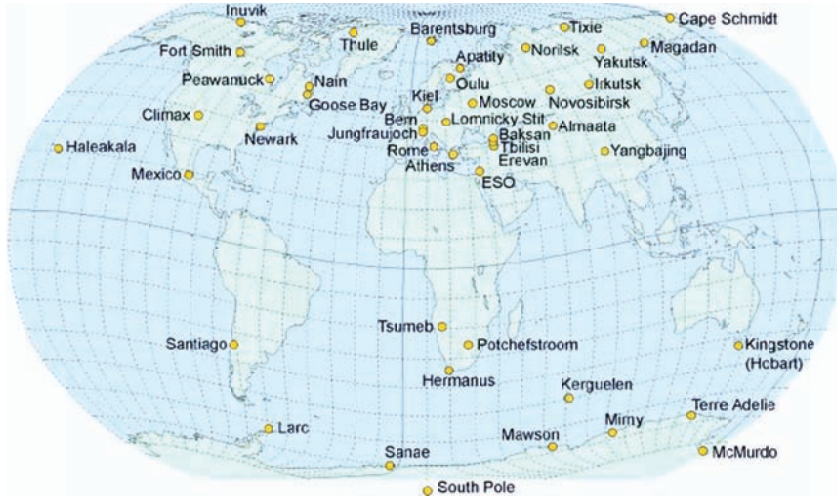 Inuvik
Cape Schmidt
Tixie
Thule
Barentsburg
Fort Smith
Norilsk
Magadan
Yakutsk
Apatity
Peawanuck
Nain
Oulu
Irkutsk
Goose Bay
Kiel
Moscow
Novosibirsk
Climax
Bern
Lomnicky Stit
Newark
Jungfraujoch
Baksan
Almaata
Haleakala
Rome
Tbilisi
Yangbajing
Athens
Erevan
Mexico
ESO
Tsumeb
Santiago
Potchefstroom
Kingstone
(Hobart)
Hermanus
Kerguelen
Terre Adelie
Larc
Mirny
Mawson
Sanae
McMurdo
South Pole